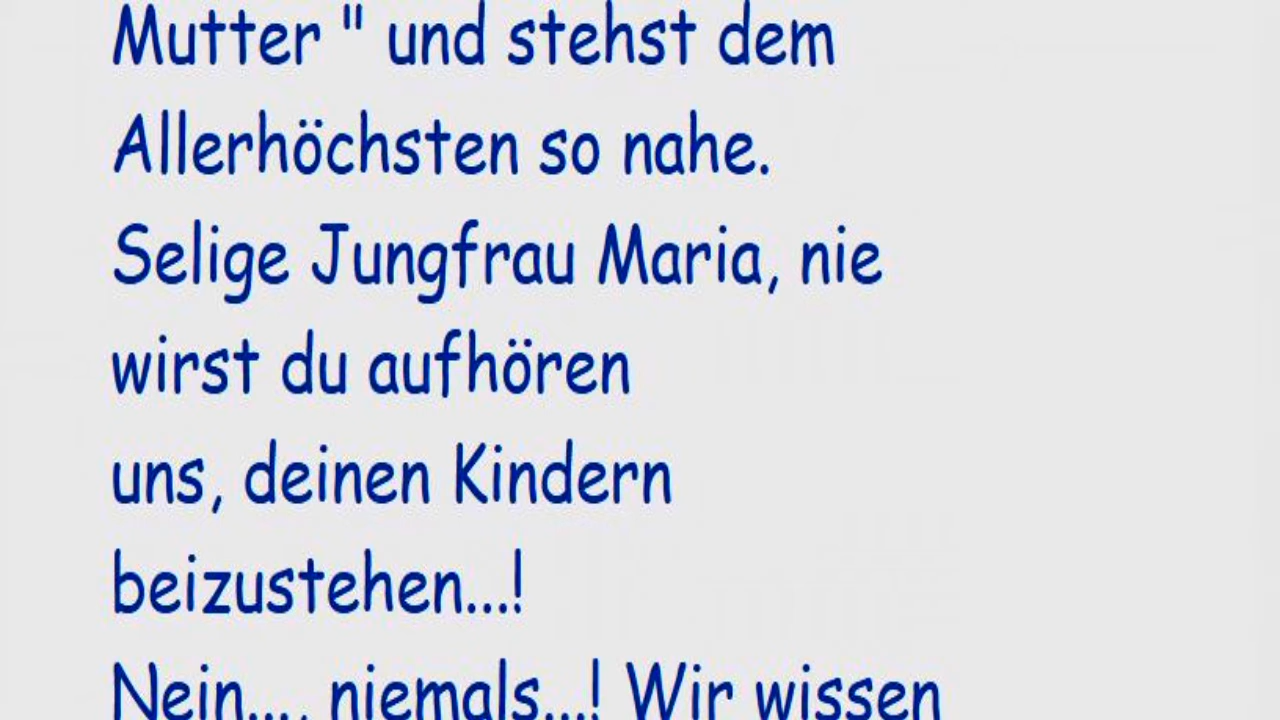 Mutter " und stehst dem
Allerhöchsten so nahe.
Selige Jungfrau Maria, nie
wirst du aufhören
uns, deinen Kindern
beizustehen...!
Nein..., niemals...! Wir wissen